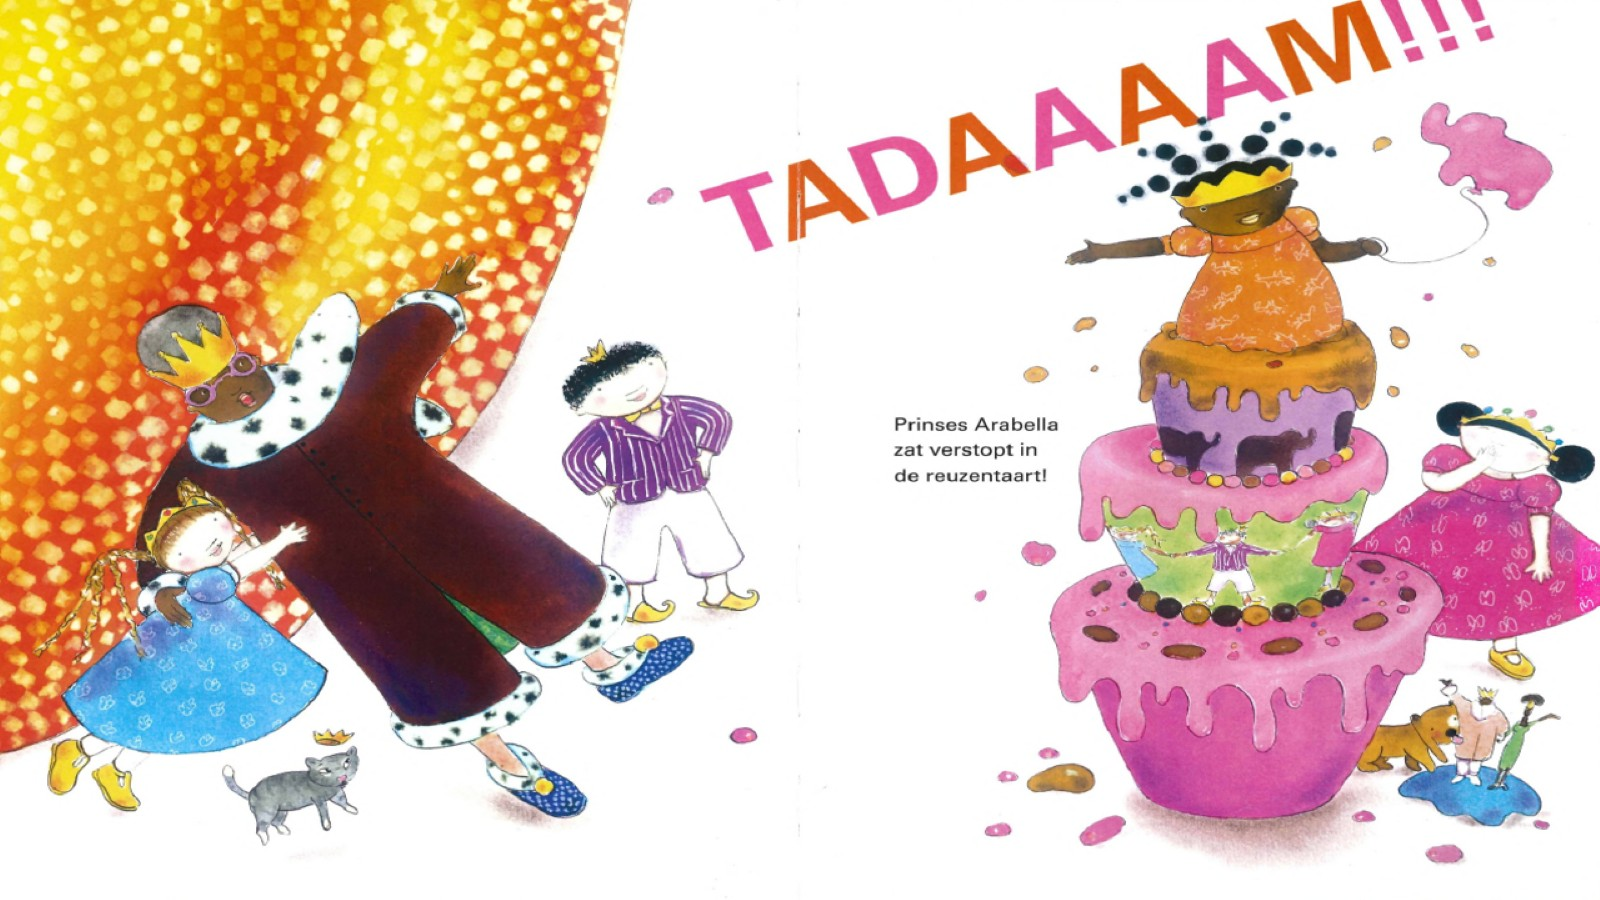 TADAAAAM!!!
Prinses Arabella
zat verstopt in
de reuzentaart!